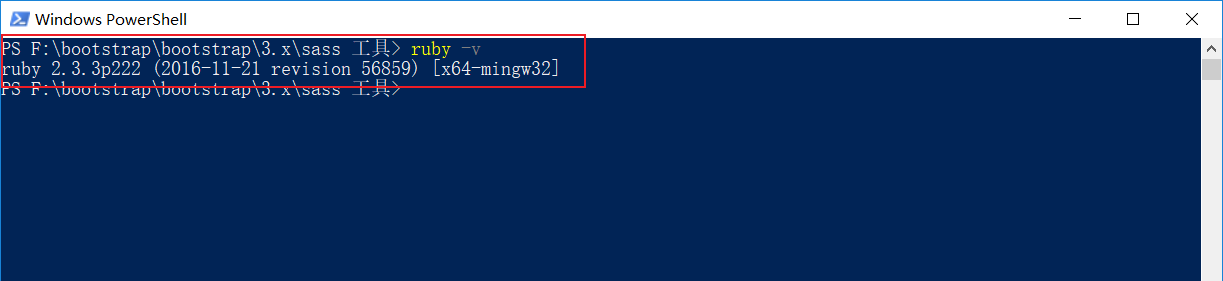 Windows PowerShell
PS F:\bootstrap\bootstrap\3.x\sass 工具> ruby -v
ruby 2.3.3p222 (2016-11-21 revision 56859) [x64-mingw32]
PS F:\bootstrap\bootstrap\3.x\sass 工具>